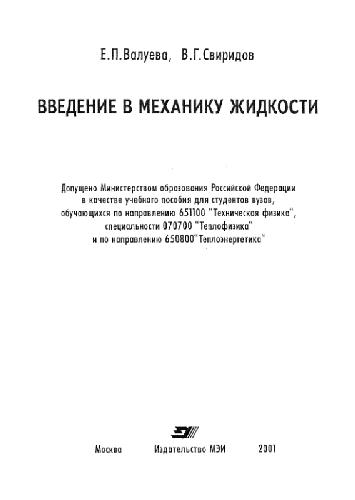 Е.П.Валуева, В.Г.Свиридов
ВВЕДЕНИЕ В МЕХАНИКУ ЖИДКОСТИ
Допущено Министерством образования Российской Федерации
в качестве учебного пособия для студентов вузов,
обучающихся по направлению 651100 "Техническая физика",
специальности 070700 "Теплофизика"
и по направлению 650800"Теплоэнергетика"
Москва Издательство МЭИ 2001